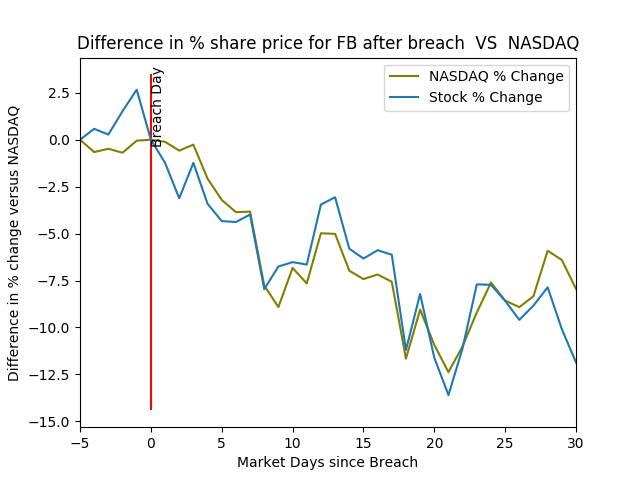 Difference in % share price for FB after breach  VS  NASDAQ
NASDAQ % Change
Stock % Change
Breach Day
Difference in % change versus NASDAQ
2.5
0.0
−2.5
−5.0
−7.5
−10.0
−12.5
−15.0
−5
0
5
10
15
20
25
30
Market Days since Breach